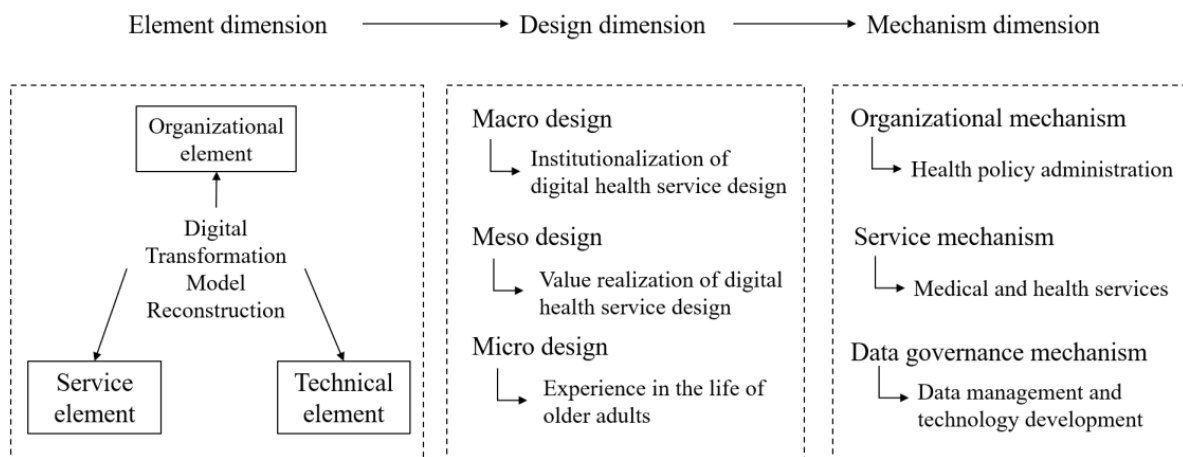 Element dimension
Design dimension
Mechanism dimension
Organizational
element
Digital
Transformation
Model
Reconstruction
Service
element
Technical
element
Macro design
Institutionalization of
digital health service design
Meso design
Value realization of digital
health service design
Micro design
Experience in the life of
older adults
Organizational mechanism
Health policy administration
Service mechanism
Medical and health services
Data governance mechanism
Data management and
technology development